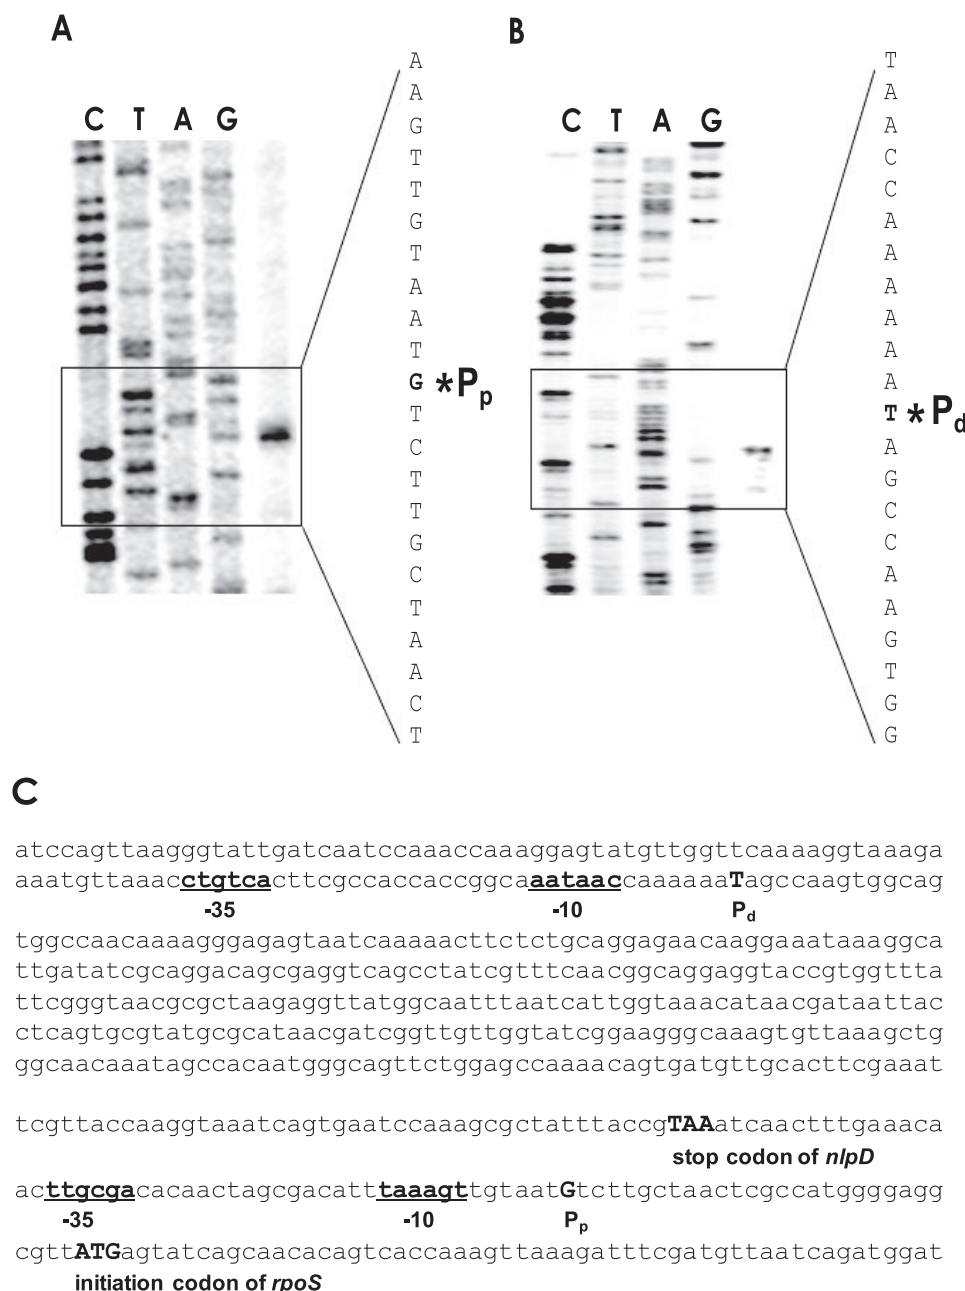 A
C T A G
A
A
G
T
T
G
T
A
A
T
G *Pp
T
C
T
T
G
C
T
A
A
C
T
B
C T A G
T
A
A
C
C
A
A
A
A
A
A
T *Pd
A
G
C
C
A
A
G
T
G
G
C
atccagttaagggtattgatcaatccaaaccaaaggagtatgttggttcaaaaggtaaaga
aaatgttaaacctgtcacttcgccaccaccggcaaataaccaaaaaaTagccaagtggcag
-35 -10 Pd
tggccaacaaaagggagagtaatcaaaaacttctctgcaggagaacaaggaaataaaggca
ttgatatcgcaggacagcgaggtcagcctatcgtttcaacggcaggaggtaccgtggttta
ttcgggtaacgcgctaagaggttatggcaatttaatcattggtaaacataacgataattac
ctcagtgcgtatgcgcataacgatcggttgttggtatcggaagggcaaagtgttaaagctg
ggcaacaaatagccacaatgggcagttctggagccaaaacagtgatgttgcacttcgaaat
tcgttaccaaggtaaatcagtgaatccaaagcgctatttaccgTAAatcaactttgaaaca
stop codon of nlpD
acttgcgacacaactagcgacatttaaagttgtaatGtcttgctaactcgccatggggagg
-35 -10 Pp
cgttATGagtatcagcaacacagtcaccaaagttaaagatttcgatgttaatcagatggat
initiation codon of rpoS